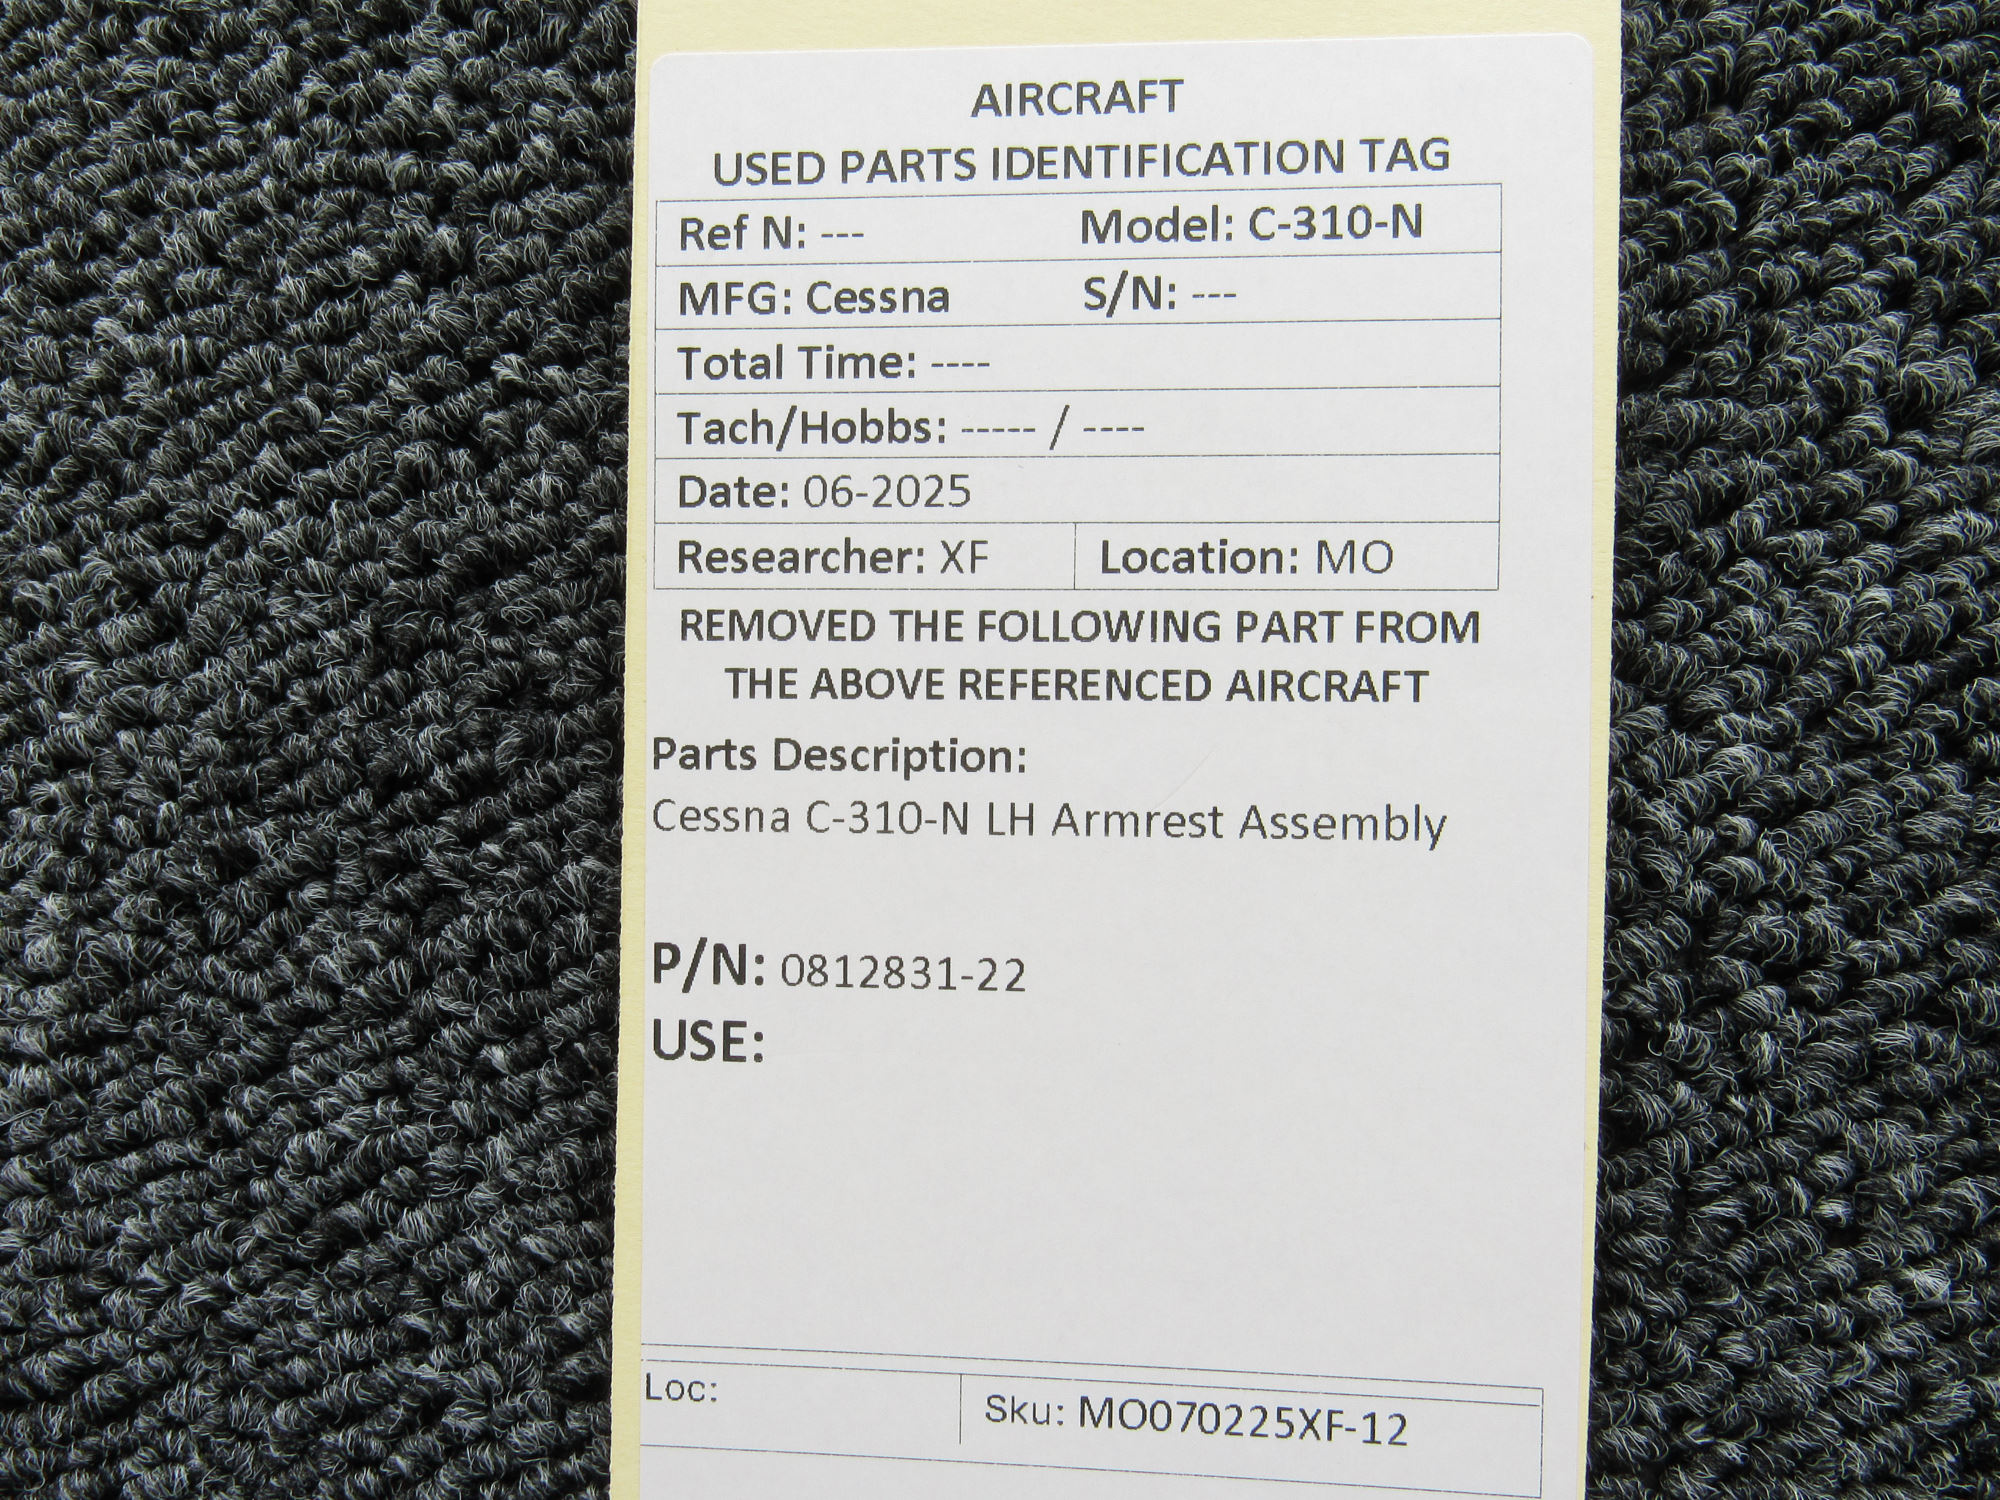 AIRCRAFT
USED PARTS IDENTIFICATION TAG
Ref N: --- Model: C-310-N
MFG: Cessna S/N: ---
Total Time: ----
Tach/Hobbs: ----- / ----
Date: 06-2025
Researcher: XF Location: MO
REMOVED THE FOLLOWING PART FROM
THE ABOVE REFERENCED AIRCRAFT
Parts Description:
Cessna C-310-N LH Armrest Assembly
P/N: 0812831-22
USE:
Loc: Sku: MO070225XF-12